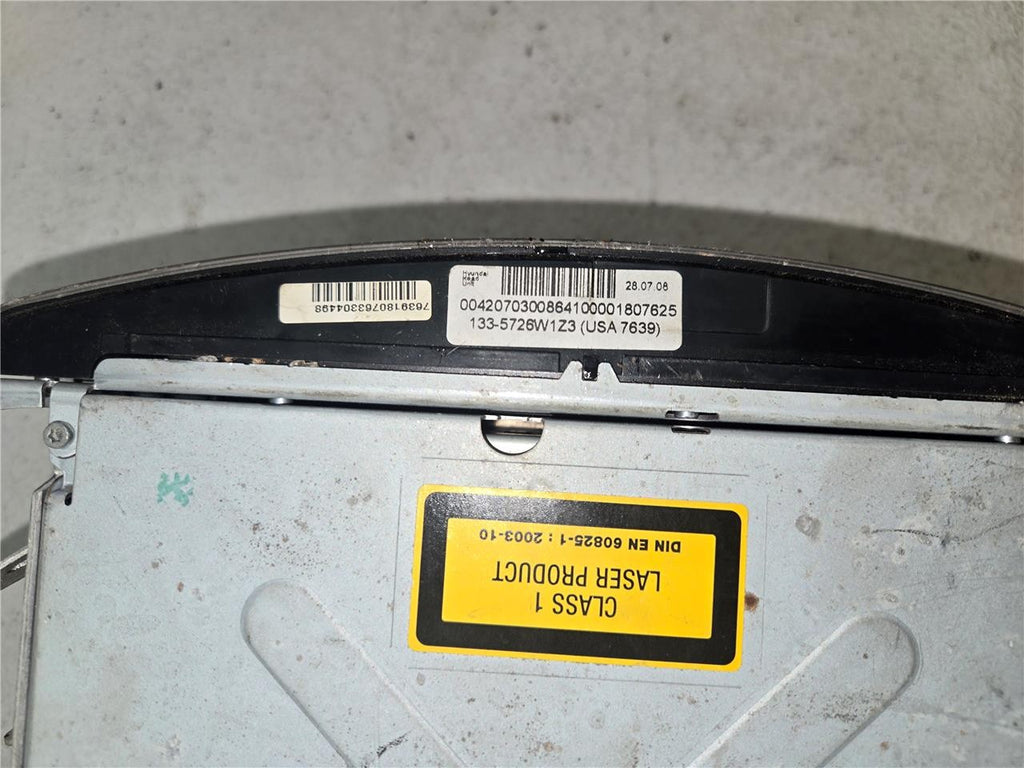 Hyundai
Head
Unit
28.07.08
0042070300864100001807625
133-5726W1Z3 (USA 7639)
7639180763304498
CLASS 1
LASER PRODUCT
DIN EN 60825-1 : 2003-10